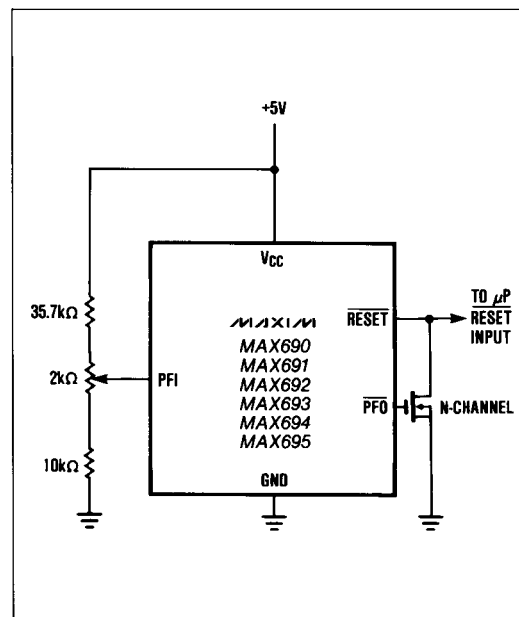 +5V
VCC
35.7kΩ
2kΩ
10kΩ
PFI
MAXIM
MAX690
MAX691
MAX692
MAX693
MAX694
MAX695
GND
RESET
PFO
TO μP
RESET
INPUT
N-CHANNEL